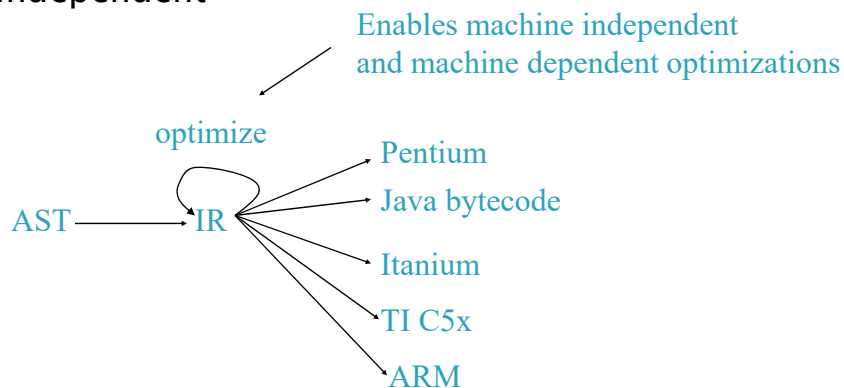 Enables machine independent
and machine dependent optimizations
optimize
Pentium
Java bytecode
AST
IR
Itanium
TI C5x
ARM